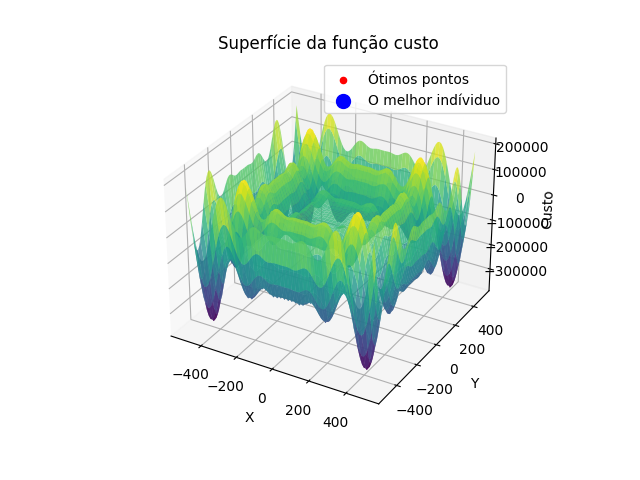 Superfície da função custo
Ótimos pontos
O melhor indíviduo
200000
100000
0
−100000
−200000
−300000
Custo
−400
−200
0
200
400
X
−400
−200
0
200
400
Y